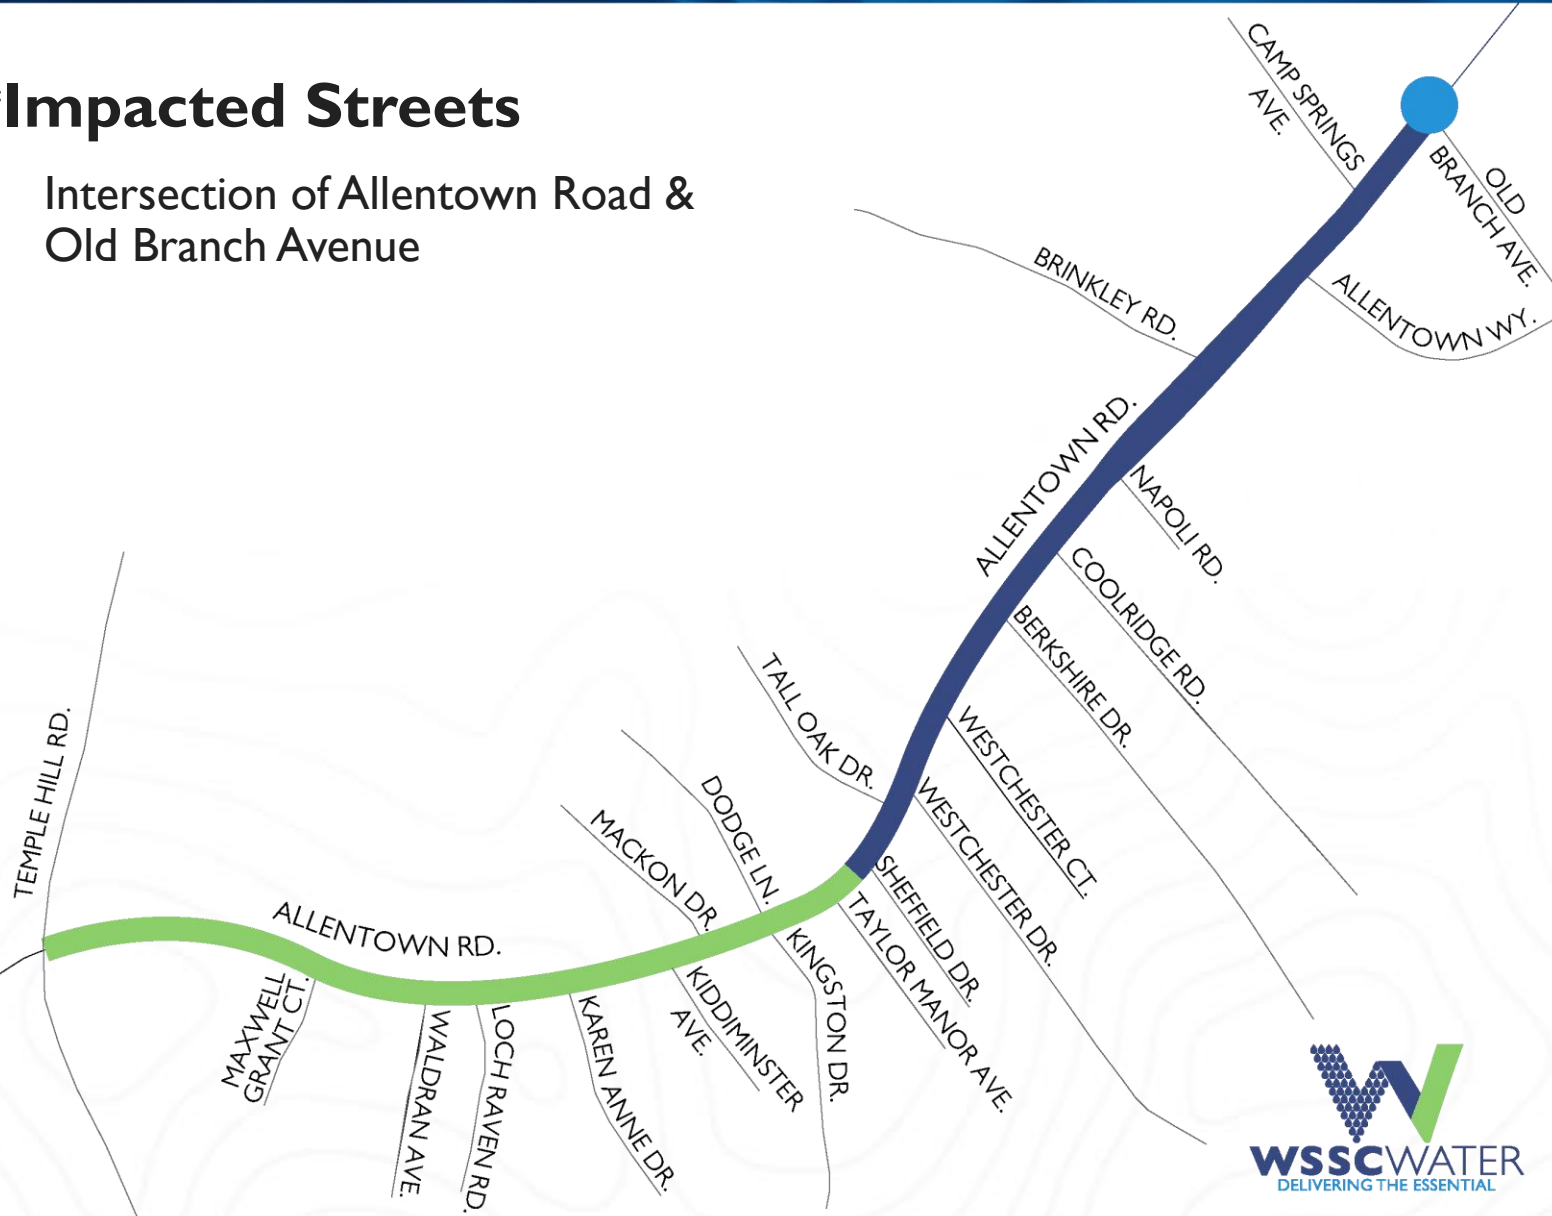 *Impacted Streets
Intersection of Allentown Road &
Old Branch Avenue
CAMP SPRINGS
AVE.
OLD
BRANCH AVE.
ALLENTOWN WY.
BRINKLEY RD.
ALLENTOWN RD.
NAPOLI RD.
COOLRIDGE RD.
BERKSHIRE DR.
WESTCHESTER CT.
TALL OAK DR.
WESTCHESTER DR.
SHEFFIELD DR.
TAYLOR MANOR AVE.
DODGE LN.
MACKON DR.
KINGSTON DR.
KIDDIMINSTER
AVE.
KAREN ANNE DR.
LOCH RAVEN RD.
WALDRAN AVE.
ALLENTOWN RD.
MAXWELL
GRANT CT.
TEMPLE HILL RD.
WSSCWATER
DELIVERING THE ESSENTIAL